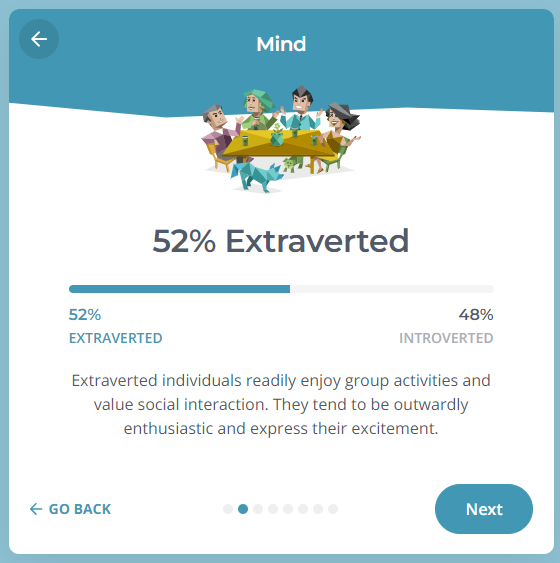 Mind
52% Extraverted
52%
48%
EXTRAVERTED
INTROVERTED
Extraverted individuals readily enjoy group activities and
value social interaction. They tend to be outwardly
enthusiastic and express their excitement.
GO BACK
Next